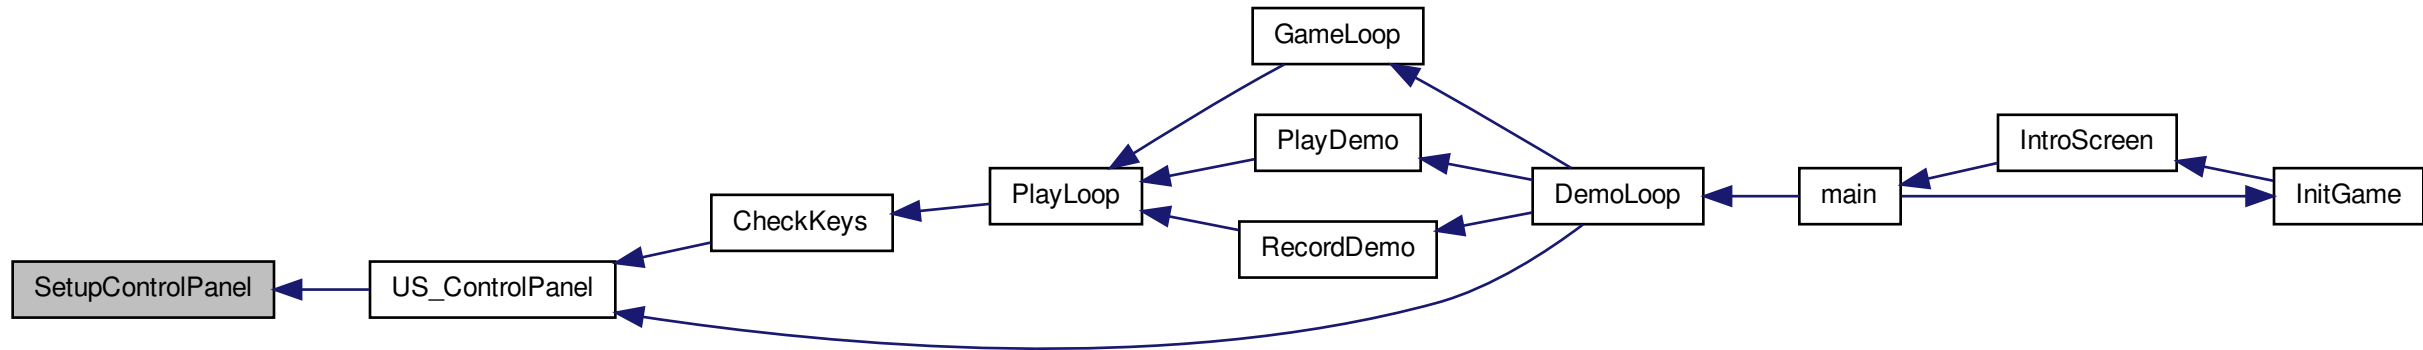 GameLoop
PlayDemo
IntroScreen
PlayLoop
DemoLoop
main
InitGame
CheckKeys
RecordDemo
SetupControlPanel
US_ControlPanel